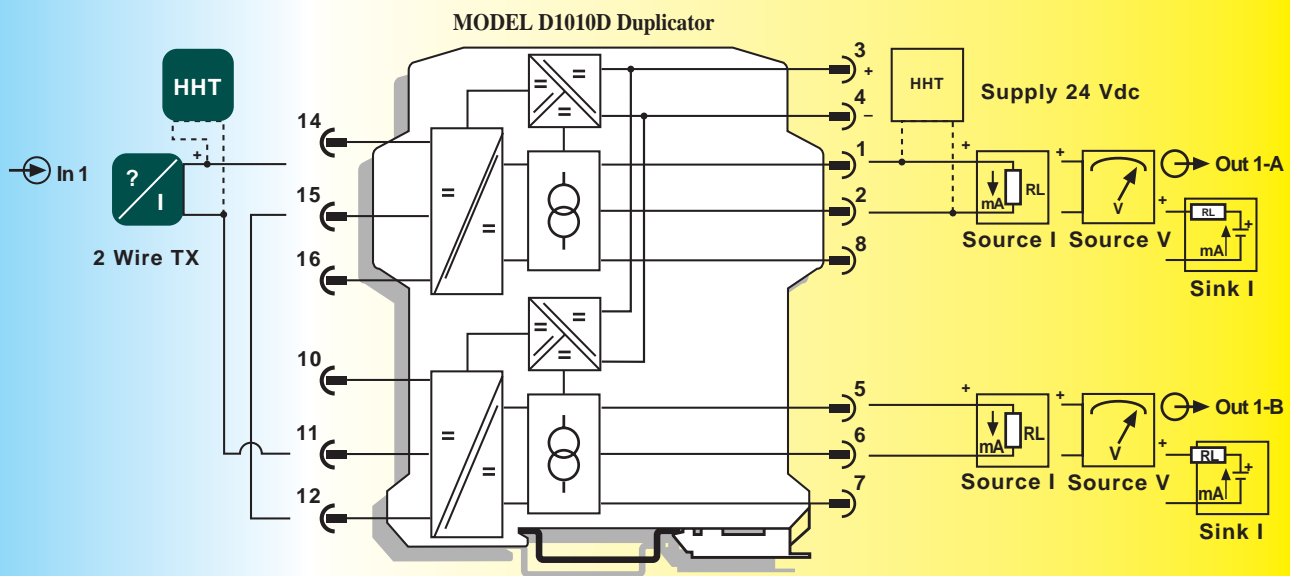 MODEL D1010D Duplicator
HHT
+
? I
In 1
2 Wire TX
14
15
16
10
11
12
= =
=
=
=
= =
=
=
=
3
+
4
–
1
2
8
5
6
7
HHT
Supply 24 Vdc
+
mA
RL
Source I
+
V
Source V
Out 1-A
+
RL
+
mA
Sink I
+
mA
RL
Source I
+
V
Source V
Out 1-B
+
RL
+
mA
Sink I